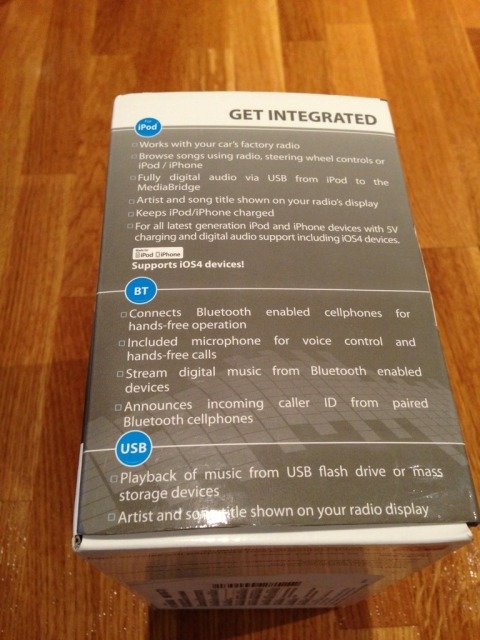 GET INTEGRATED
For
iPod
Works with your car's factory radio
Browse songs using radio, steering wheel controls or
iPod / iPhone
Fully digital audio via USB from iPod to the
MediaBridge
Artist and song title shown on your radio's display
Keeps iPod/iPhone charged
For all latest generation iPod and iPhone devices with 5V
charging and digital audio support including iOS4 devices.
Made for
iPod iPhone
Supports iOS4 devices!
BT
Connects Bluetooth enabled cellphones for
hands-free operation
Included microphone for voice control and
hands-free calls
Stream digital music from Bluetooth enabled
devices
Announces incoming caller ID from paired
Bluetooth cellphones
USB
Playback of music from USB flash drive or mass
storage devices
Artist and song title shown on your radio display